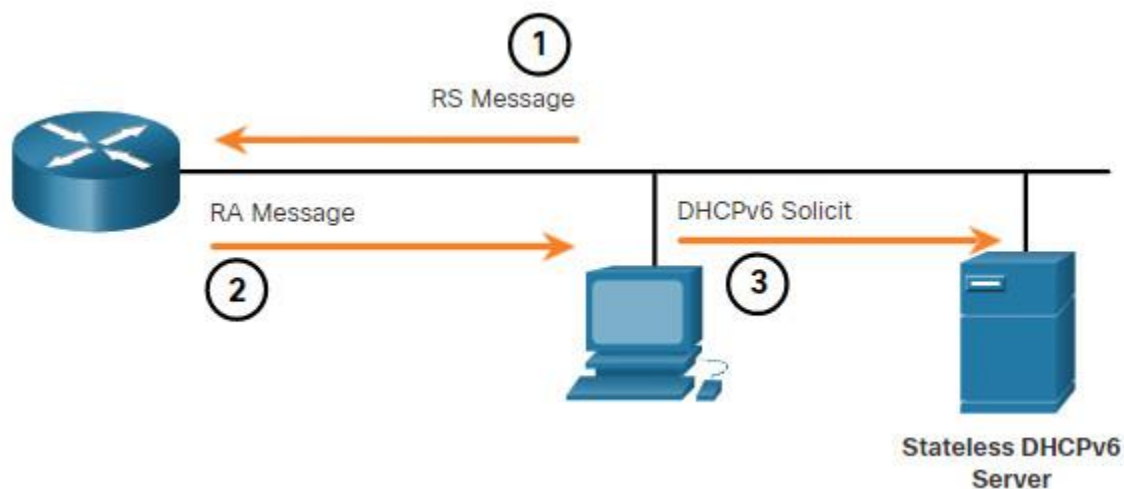 1
RS Message
RA Message
2
DHCPv6 Solicit
3
Stateless DHCPv6
Server